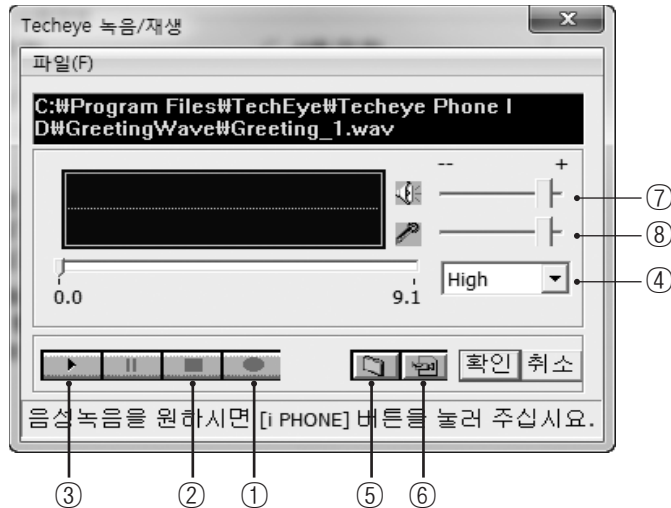 Techeye 녹음/재생
파일(F)
C:₩Program Files₩TechEye₩Techeye Phone I
D₩GreetingWave₩Greeting_1.wav
-- +
⑦
⑧
High ④
0.0 9.1
확인 취소
음성녹음을 원하시면 [i PHONE] 버튼을 눌러 주십시요.
③ ② ① ⑤ ⑥